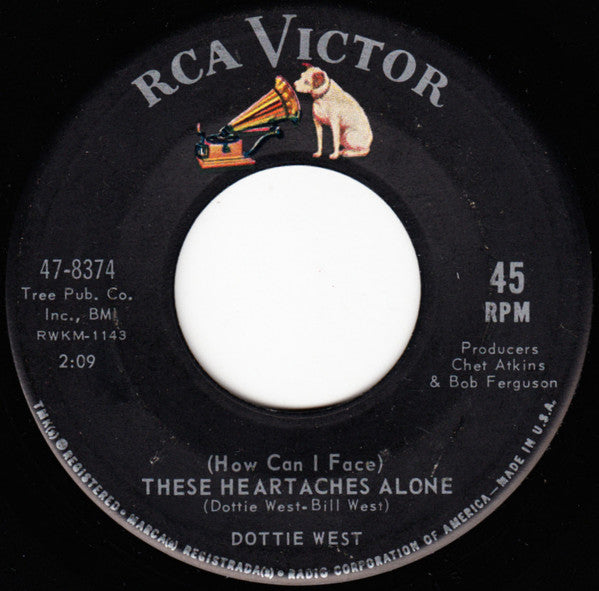 RCA VICTOR
47-8374
Tree Pub. Co.
Inc., BMI
RWKM-1143
2:09
45
RPM
Producers
Chet Atkins
& Bob Ferguson
(How Can I Face)
THESE HEARTACHES ALONE
(Dottie West-Bill West)
DOTTIE WEST
TMK(s) ® REGISTERED • MARCA(s) REGISTRADA(s) • RADIO CORPORATION OF AMERICA—MADE IN U.S.A.